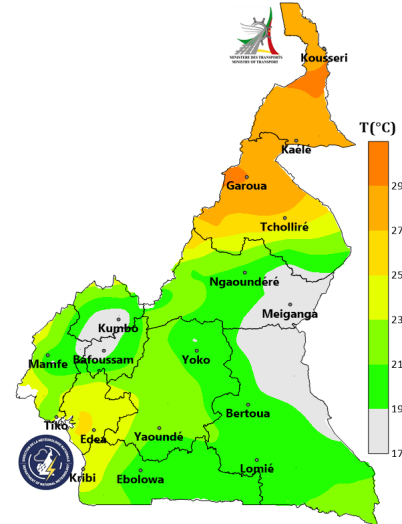 MINISTERE DES TRANSPORTS
MINISTRY OF TRANSPORT
Kousseri
T(°C)
Kaélé
29
Garoua
27
Tcholliré
25
Ngaoundéré
23
Meiganga
Kumbo
21
Mamfe
Bafoussam
Yoko
19
Bertoua
Tiko
Edea
Yaoundé
17
Kribi
Ebolowa
Lomié